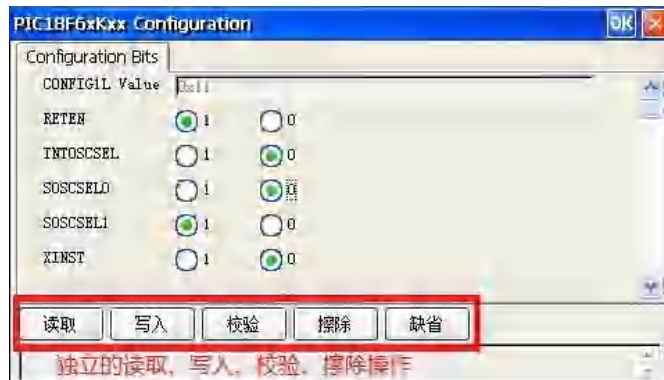 PIC18F6xKxx Configuration OK
Configuration Bits
CONFIG1L Value 0x11
RETEN 1 0
INTOSCSEL 1 0
SOSCSEL0 1 0
SOSCSEL1 1 0
XINST 1 0
读取 写入 校验 擦除 缺省
独立的读取、写入、校验、擦除操作